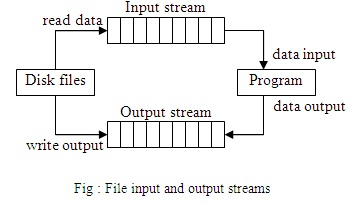 Input stream
read data
data input
Disk files
Program
Output stream
data output
write output
Fig : File input and output streams